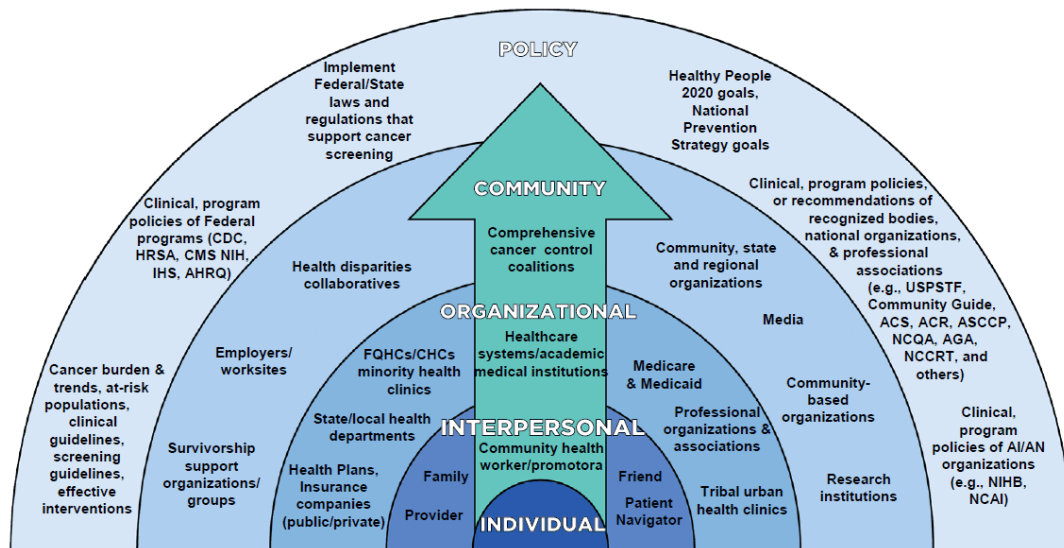 POLICY
Implement
Federal/State
laws and
regulations that
support cancer
screening
Healthy People
2020 goals,
National
Prevention
Strategy goals
Clinical, program
policies of Federal
programs (CDC,
HRSA, CMS NIH,
IHS, AHRQ)
Clinical, program policies,
or recommendations of
recognized bodies,
national organizations,
& professional
associations
(e.g., USPSTF,
Community Guide,
ACS, ACR, ASCCP,
NCQA, AGA,
NCCRT, and
others)
Cancer burden &
trends, at-risk
populations,
clinical
guidelines,
screening
guidelines,
effective
interventions
Clinical,
program
policies of AI/AN
organizations
(e.g., NIHB,
NCAI)
COMMUNITY
Comprehensive
cancer control
coalitions
Health disparities
collaboratives
Community, state
and regional
organizations
Employers/
worksites
Media
Community-
based
organizations
Survivorship
support
organizations/
groups
Research
institutions
ORGANIZATIONAL
Healthcare
systems/academic
medical institutions
FQHCs/CHCs
minority health
clinics
Medicare
& Medicaid
State/local health
departments
Professional
organizations &
associations
Health Plans,
Insurance
companies
(public/private)
Tribal urban
health clinics
INTERPERSONAL
Community health
worker/promotora
Family
Friend
Provider
Patient
Navigator
INDIVIDUAL